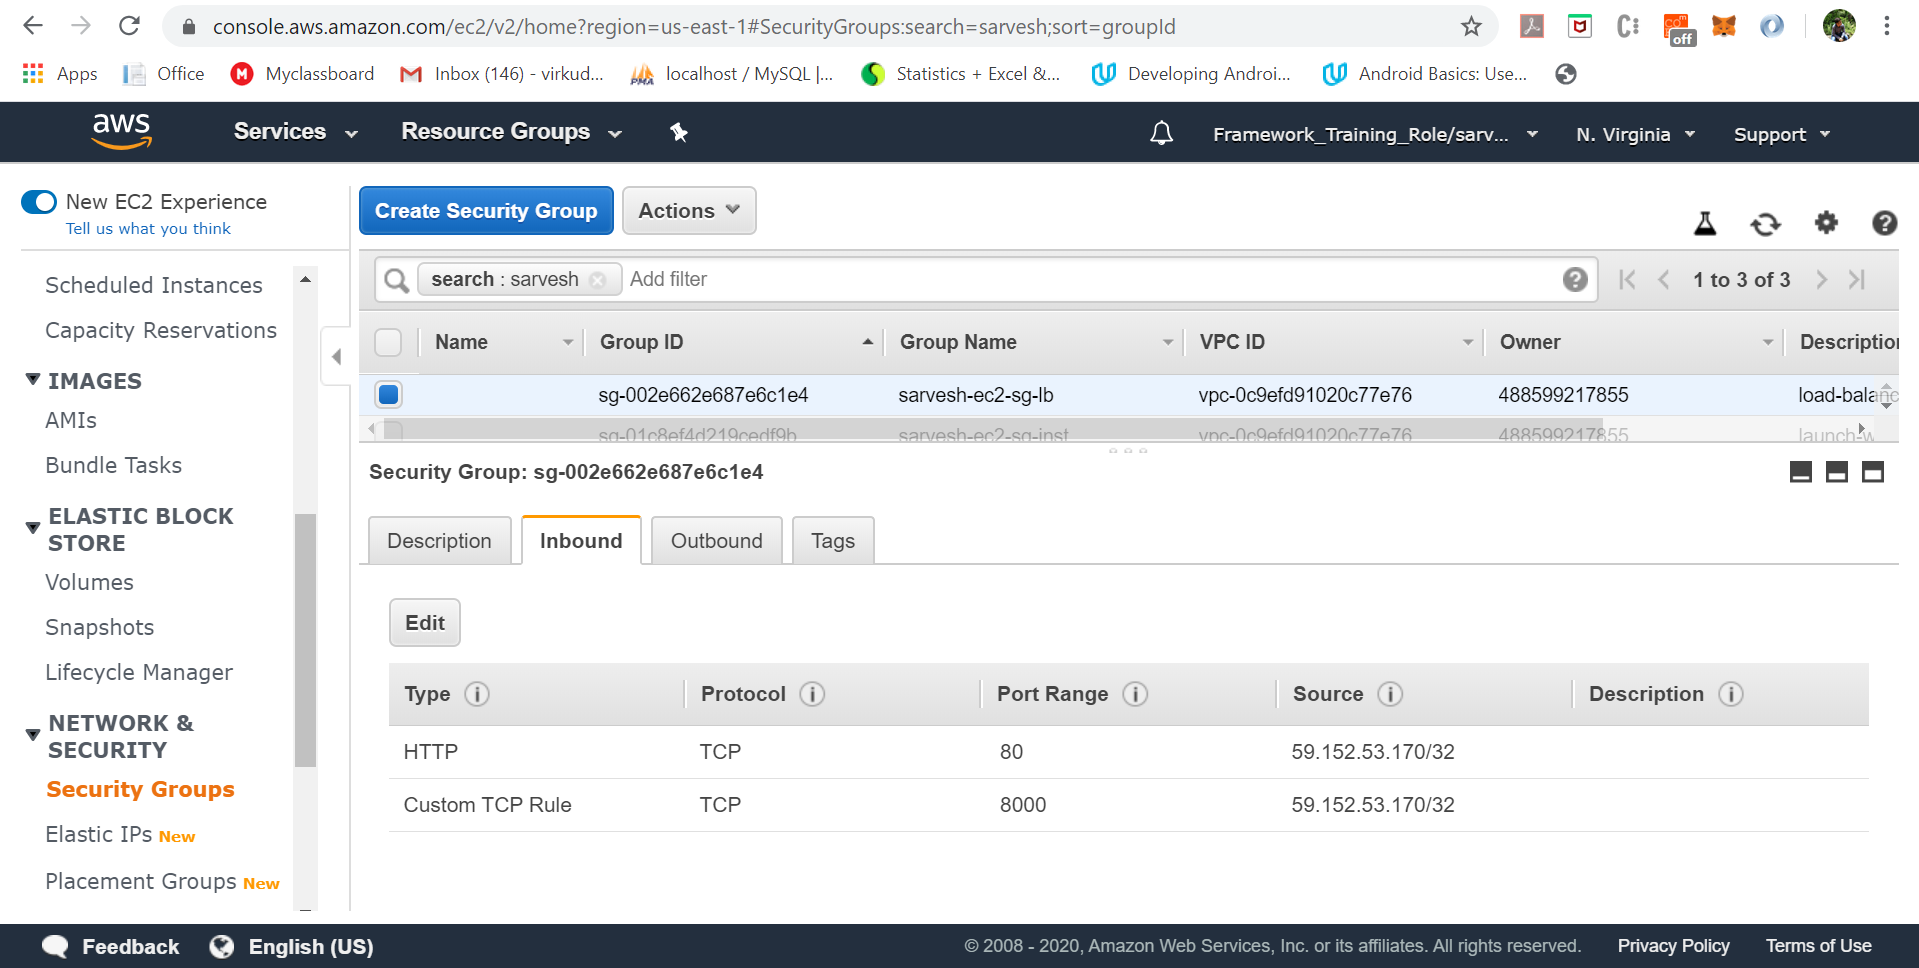 console.aws.amazon.com/ec2/v2/home?region=us-east-1#SecurityGroups:search=sarvesh;sort=groupId
off
Apps Office Myclassboard Inbox (146) - virkud... localhost / MySQL |... Statistics + Excel &... Developing Androi... Android Basics: Use...
aws Services Resource Groups Framework_Training_Role/sarv... N. Virginia Support
New EC2 Experience
Tell us what you think
Scheduled Instances
Capacity Reservations
IMAGES
AMIs
Bundle Tasks
ELASTIC BLOCK
STORE
Volumes
Snapshots
Lifecycle Manager
NETWORK &
SECURITY
Security Groups
Elastic IPs New
Placement Groups New
Create Security Group Actions
search : sarvesh Add filter 1 to 3 of 3
Name Group ID Group Name VPC ID Owner Description
sg-002e662e687e6c1e4 sarvesh-ec2-sg-lb vpc-0c9efd91020c77e76 488599217855 load-balanc
sg-01c8ef4d219cedf9b sarvesh-ec2-sg-inst vpc-0c9efd91020c77e76 488599217855 launch-w
Security Group: sg-002e662e687e6c1e4
Description Inbound Outbound Tags
Edit
Type Protocol Port Range Source Description
HTTP TCP 80 59.152.53.170/32
Custom TCP Rule TCP 8000 59.152.53.170/32
Feedback English (US) © 2008 - 2020, Amazon Web Services, Inc. or its affiliates. All rights reserved. Privacy Policy Terms of Use